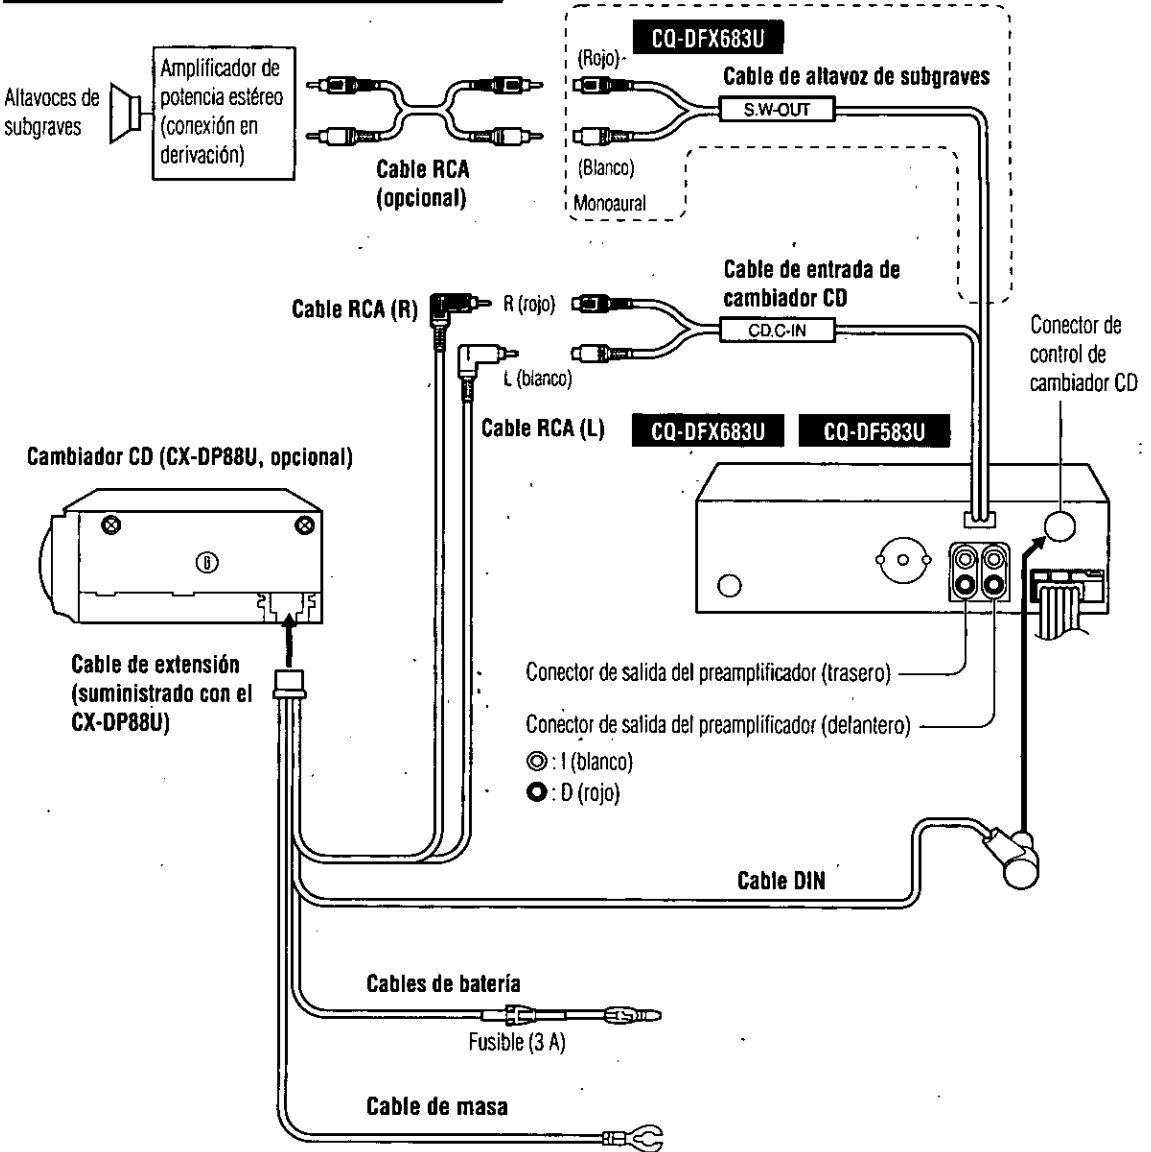 CQ-DFX683U
Altavoces de
subgraves
Amplificador de
potencia estéreo
(conexión en
derivación)
Cable RCA
(opcional)
(Rojo)
(Blanco)
Monoaural
Cable de altavoz de subgraves
S.W-OUT
Cable RCA (R)
R (rojo)
L (blanco)
Cable RCA (L)
Cable de entrada de
cambiador CD
CD.C-IN
Conector de
control de
cambiador CD
CQ-DFX683U
CQ-DF583U
Cambiador CD (CX-DP88U, opcional)
Cable de extensión
(suministrado con el
CX-DP88U)
Conector de salida del preamplificador (trasero)
Conector de salida del preamplificador (delantero)
: I (blanco)
: D (rojo)
Cable DIN
Cables de batería
Fusible (3 A)
Cable de masa